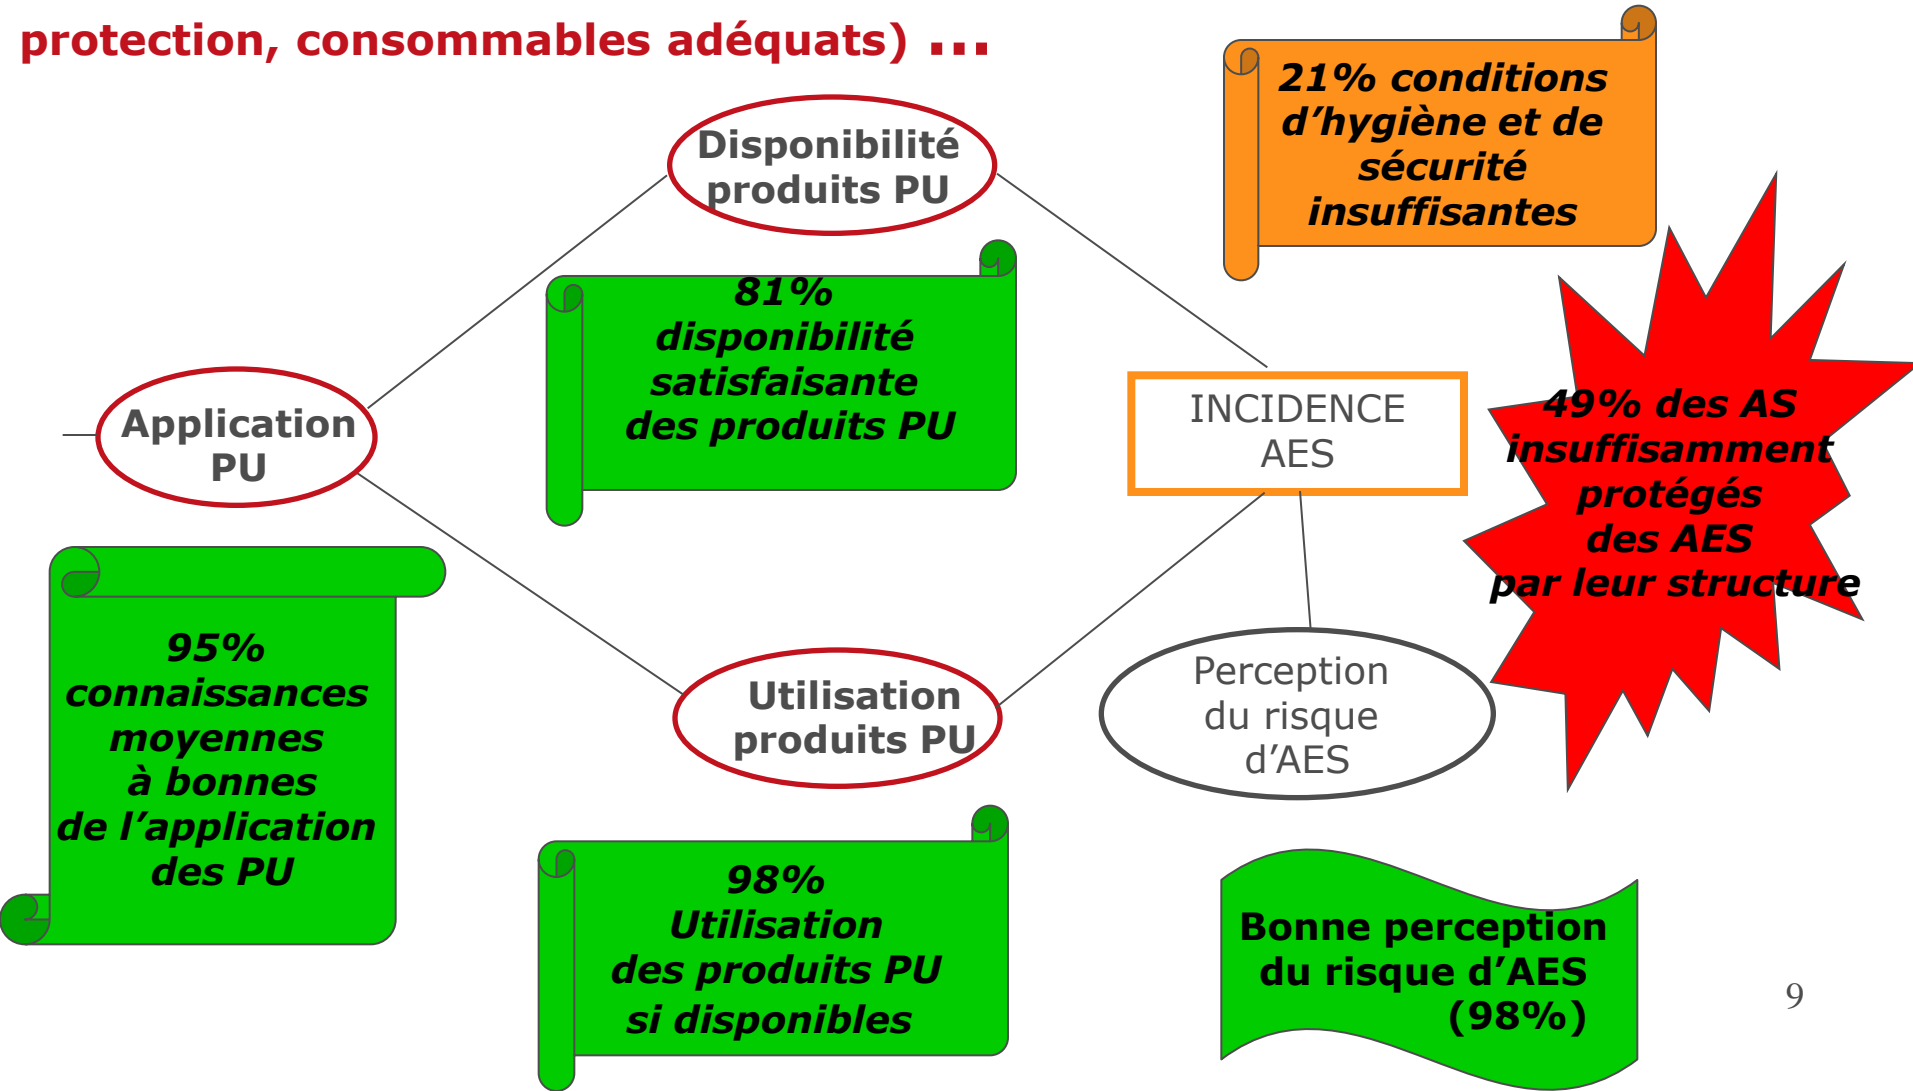 protection, consommables adéquats) ...
21% conditions
d’hygiène et de
sécurité
insuffisantes
Disponibilité
produits PU
81%
disponibilité
satisfaisante
des produits PU
Application
PU
INCIDENCE
AES
49% des AS
insuffisamment
protégés
des AES
par leur structure
95%
connaissances
moyennes
à bonnes
de l’application
des PU
Utilisation
produits PU
Perception
du risque
d’AES
98%
Utilisation
des produits PU
si disponibles
Bonne perception
du risque d’AES
(98%)
9